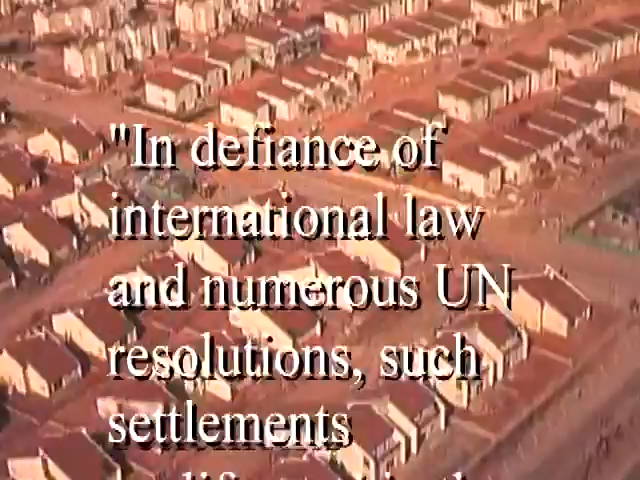 "In defiance of
international law
and numerous UN
resolutions, such
settlements